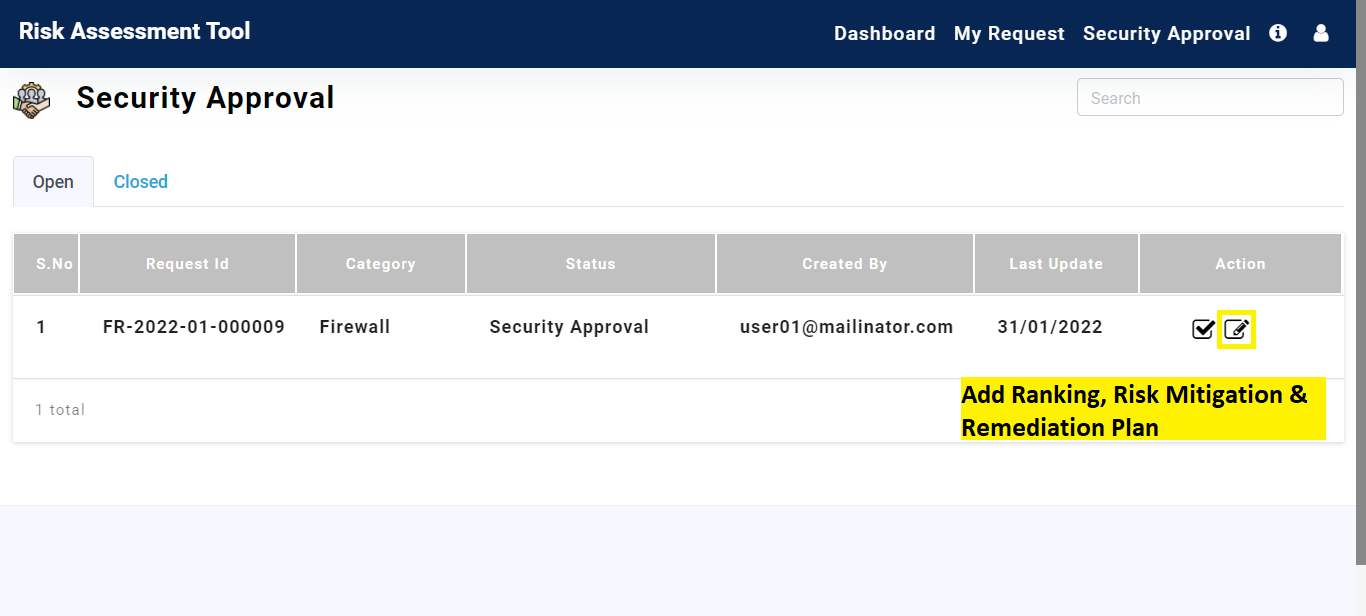 Risk Assessment Tool
Dashboard My Request Security Approval
Security Approval
Search
Open Closed
S.No Request Id Category Status Created By Last Update Action
1 FR-2022-01-000009 Firewall Security Approval user01@mailinator.com 31/01/2022
Add Ranking, Risk Mitigation &
Remediation Plan
1 total